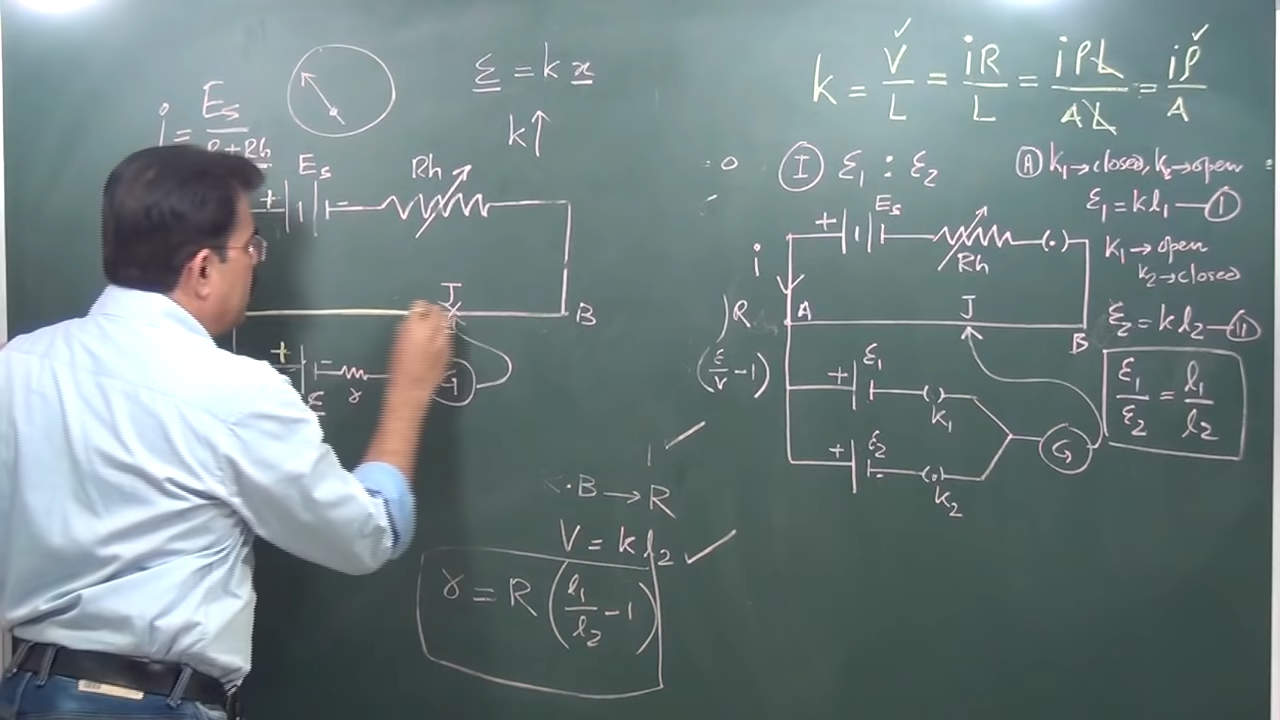 i = Es / R + Rh
ε = k x
k↑
Es
Rh
+
-
J
B
+
ε
r
G
= 0
B → R
V = k l₂ ✓
r = R (l₁/l₂ - 1)
) R
(ε/V - 1)
k = V/L = iR/L = iρL/AL = iρ/A
I ε₁ : ε₂
A k₁→closed, k₂→open
ε₁ = k l₁ — I
k₁ → open
k₂ → closed
ε₂ = k l₂ — II
ε₁/ε₂ = l₁/l₂
+
Es
Rh
(·)
i
A
J
B
+
ε₁
( )
k₁
+
ε₂
(·)
k₂
G